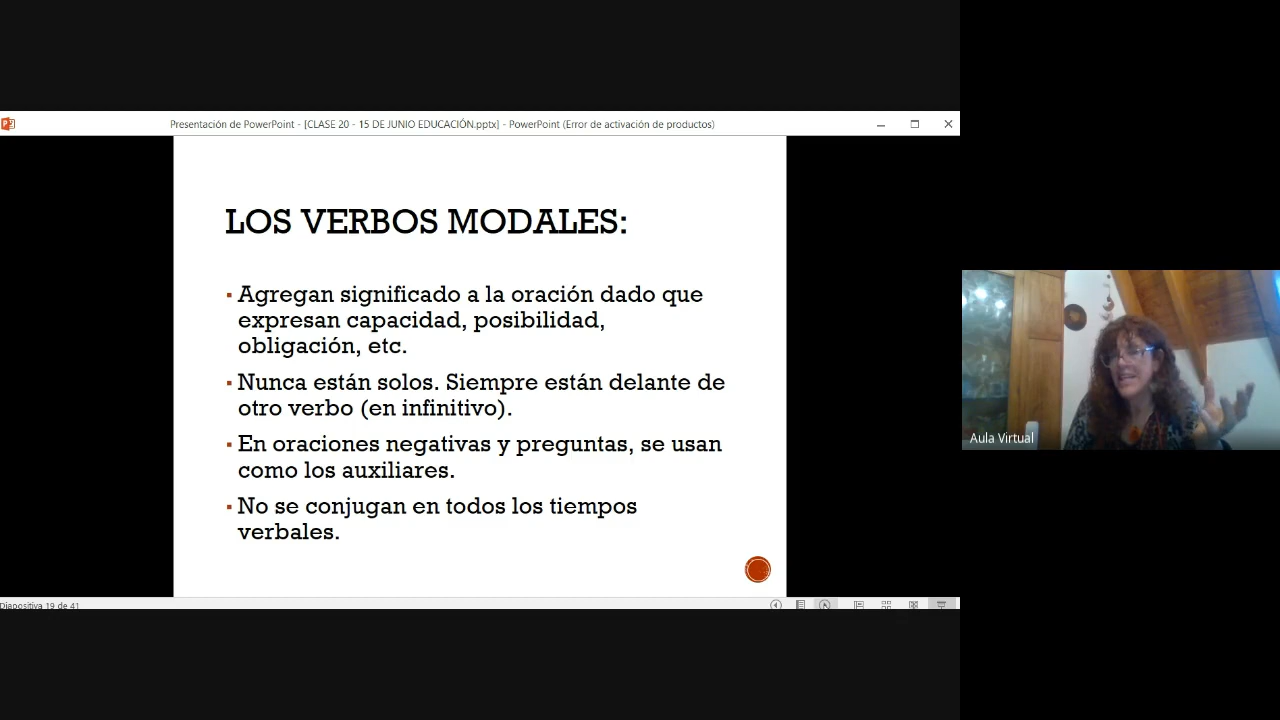 Presentación de PowerPoint - [CLASE 20 - 15 DE JUNIO EDUCACIÓN.pptx] - PowerPoint (Error de activación de productos)
LOS VERBOS MODALES:
▪ Agregan significado a la oración dado que
expresan capacidad, posibilidad,
obligación, etc.
▪ Nunca están solos. Siempre están delante de
otro verbo (en infinitivo).
▪ En oraciones negativas y preguntas, se usan
como los auxiliares.
▪ No se conjugan en todos los tiempos
verbales.
Aula Virtual
Diapositiva 19 de 41